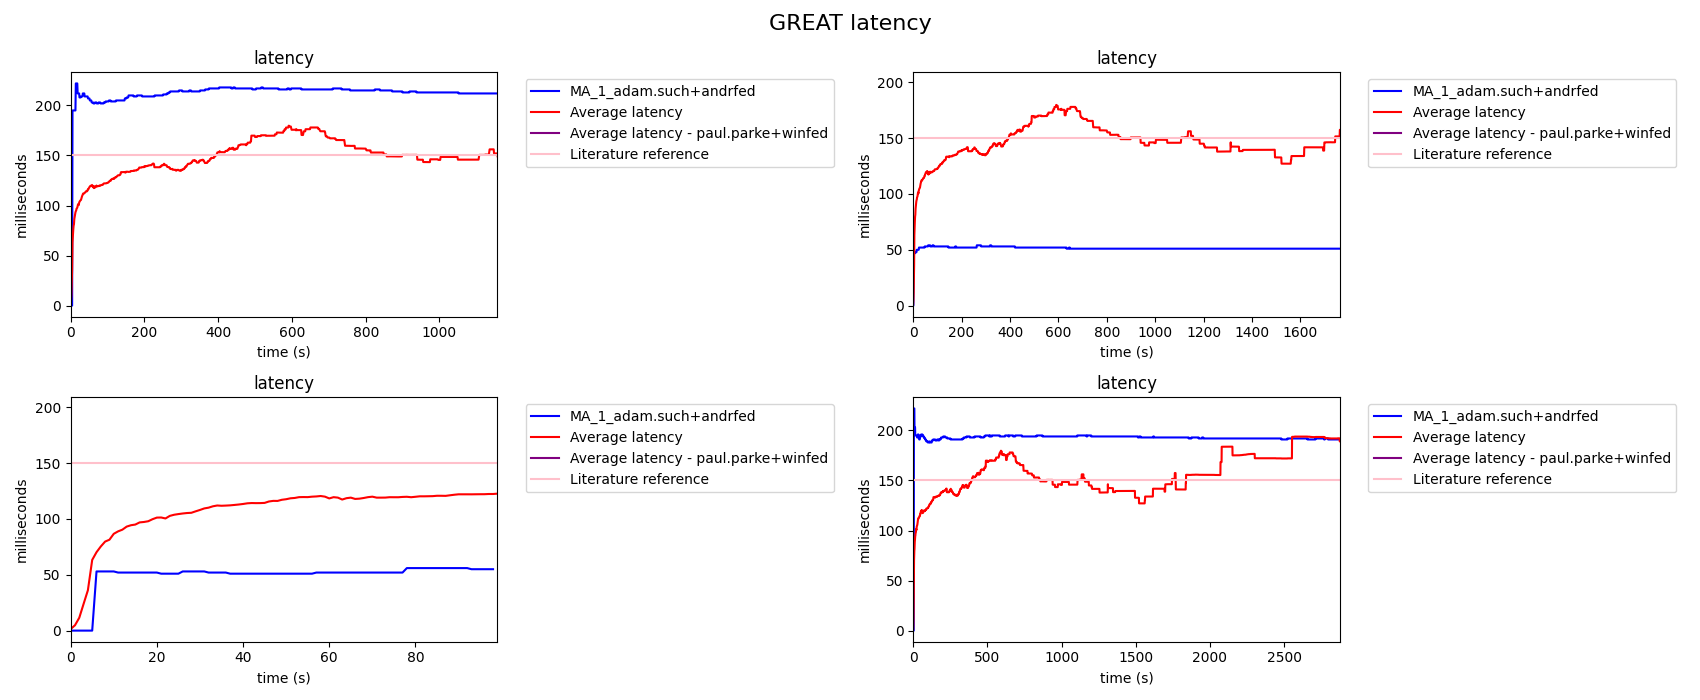 GREAT latency
latency
200
150
100
50
0
milliseconds
0 200 400 600 800 1000
time (s)
MA_1_adam.such+andrfed
Average latency
Average latency - paul.parke+winfed
Literature reference
latency
200
150
100
50
0
milliseconds
0 200 400 600 800 1000 1200 1400 1600
time (s)
MA_1_adam.such+andrfed
Average latency
Average latency - paul.parke+winfed
Literature reference
latency
200
150
100
50
0
milliseconds
0 20 40 60 80
time (s)
MA_1_adam.such+andrfed
Average latency
Average latency - paul.parke+winfed
Literature reference
latency
200
150
100
50
0
milliseconds
0 500 1000 1500 2000 2500
time (s)
MA_1_adam.such+andrfed
Average latency
Average latency - paul.parke+winfed
Literature reference